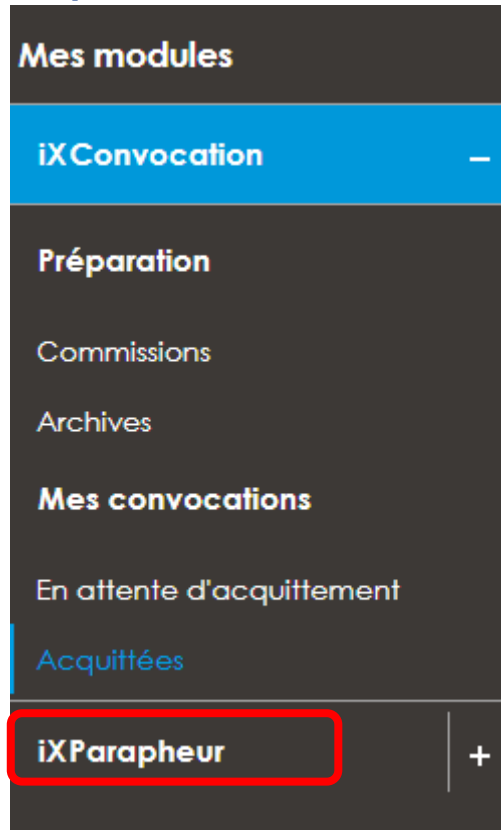 Mes modules
iXConvocation –
Préparation
Commissions
Archives
Mes convocations
En attente d'acquittement
Acquittées
iXParapheur +